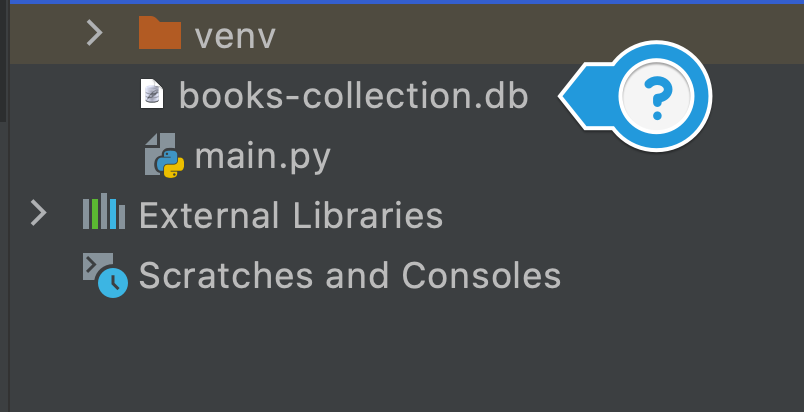 venv
books-collection.db
?
main.py
External Libraries
Scratches and Consoles